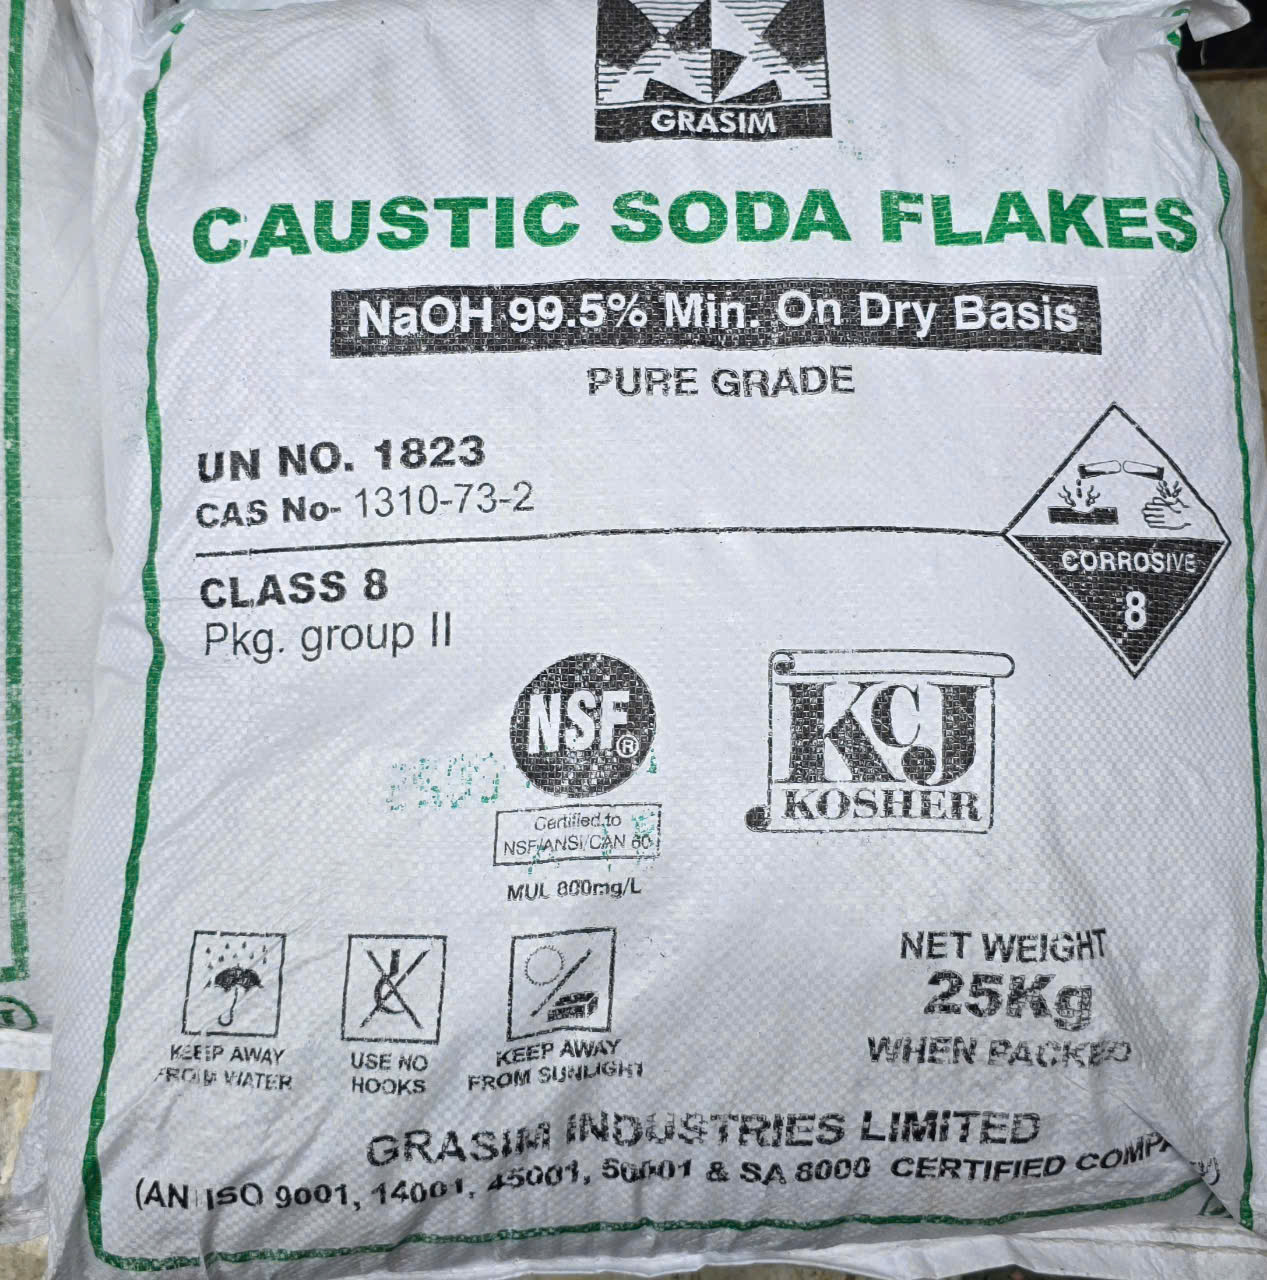 GRASIM
CAUSTIC SODA FLAKES
NaOH 99.5% Min. On Dry Basis
PURE GRADE
UN NO. 1823
CAS No- 1310-73-2
CORROSIVE
8
CLASS 8
Pkg. group II
NSF®
Certified to
NSF/ANSI/CAN 60
MUL 800mg/L
KCJ
KOSHER
NET WEIGHT
25Kg
WHEN PACKED
KEEP AWAY
FROM WATER
USE NO
HOOKS
KEEP AWAY
FROM SUNLIGHT
GRASIM INDUSTRIES LIMITED
(AN ISO 9001, 14001, 45001, 50001 & SA 8000 CERTIFIED